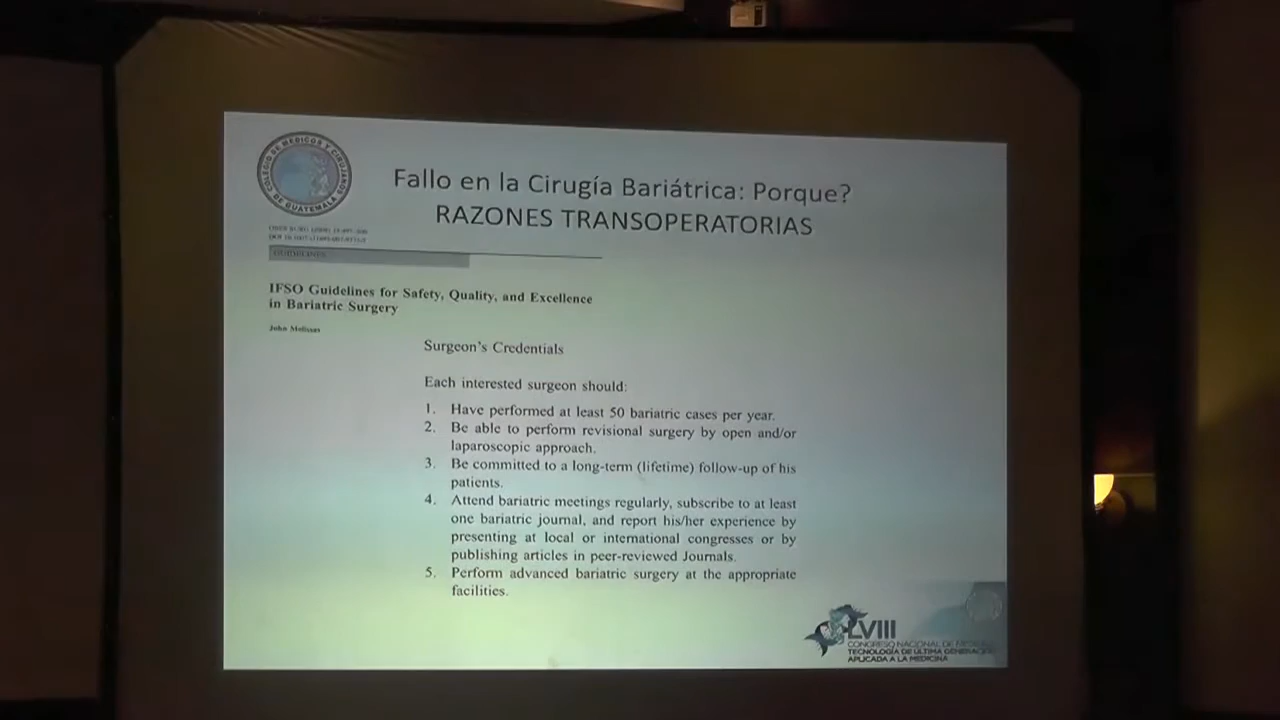 COLEGIO DE MEDICOS Y CIRUJANOS
DE GUATEMALA
Fallo en la Cirugía Bariátrica: Porque?
RAZONES TRANSOPERATORIAS
GUIDELINES
IFSO Guidelines for Safety, Quality, and Excellence
in Bariatric Surgery
John Melissas
Surgeon's Credentials
Each interested surgeon should:
1. Have performed at least 50 bariatric cases per year.
2. Be able to perform revisional surgery by open and/or
laparoscopic approach.
3. Be committed to a long-term (lifetime) follow-up of his
patients.
4. Attend bariatric meetings regularly, subscribe to at least
one bariatric journal, and report his/her experience by
presenting at local or international congresses or by
publishing articles in peer-reviewed Journals.
5. Perform advanced bariatric surgery at the appropriate
facilities.
LVIII
CONGRESO NACIONAL DE MEDICINA
TECNOLOGÍA DE ÚLTIMA GENERACIÓN
APLICADA A LA MEDICINA